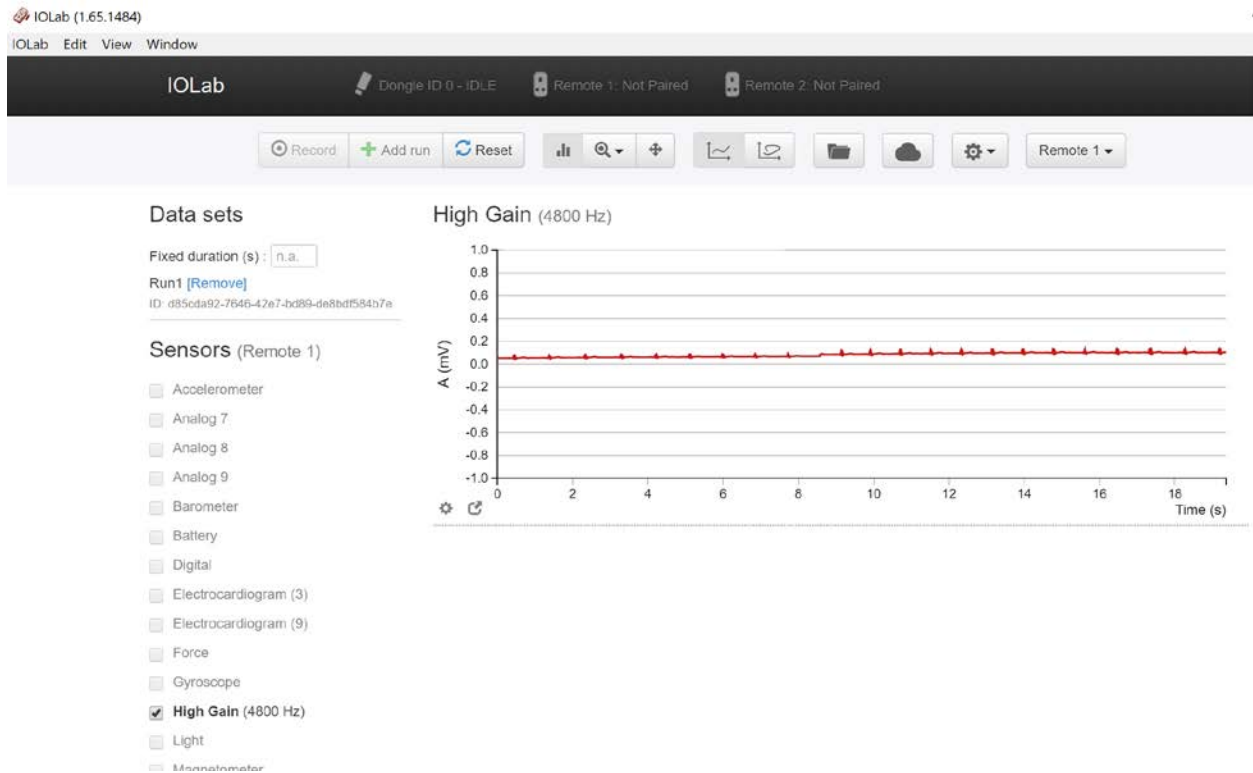 IOLab (1.65.1484)
IOLab Edit View Window
IOLab Dongle ID 0 - IDLE Remote 1: Not Paired Remote 2: Not Paired
Record Add run Reset Remote 1
Data sets
Fixed duration (s) : n.a.
Run1 [Remove]
ID: d85cda92-7646-42e7-bd89-de8bdf584b7e
Sensors (Remote 1)
Accelerometer
Analog 7
Analog 8
Analog 9
Barometer
Battery
Digital
Electrocardiogram (3)
Electrocardiogram (9)
Force
Gyroscope
High Gain (4800 Hz)
Light
Magnetometer
High Gain (4800 Hz)
A (mV)
1.0
0.8
0.6
0.4
0.2
0.0
-0.2
-0.4
-0.6
-0.8
-1.0
0 2 4 6 8 10 12 14 16 18
Time (s)